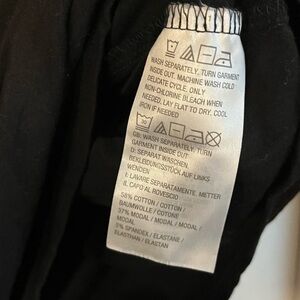 WASH SEPARATELY, TURN GARMENT
INSIDE OUT. MACHINE WASH COLD
DELICATE CYCLE, ONLY
NON-CHLORINE BLEACH WHEN
NEEDED, LAY FLAT TO DRY. COOL
IRON IF NEEDED
30
GB: WASH SEPARATELY, TURN
GARMENT INSIDE OUT
D: SEPARAT WASCHEN,
BEKLEIDUNGSSTÜCK AUF LINKS
WENDEN
I: LAVARE SEPARATAMENTE. METTERE
IL CAPO AL ROVESCIO
58% COTTON / COTON /
BAUMWOLLE / COTONE
37% MODAL / MODAL / MODAL
5% SPANDEX / ELASTANE /
ELASTHAN / ELASTAN